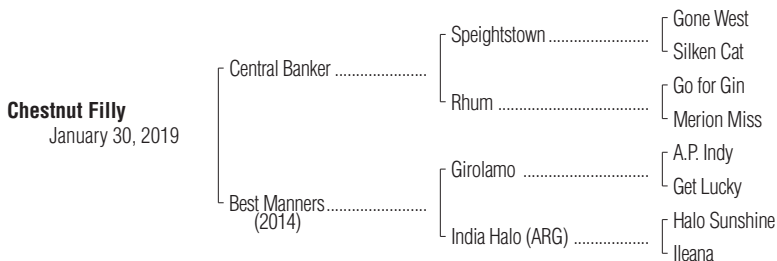 Chestnut Filly
January 30, 2019
Central Banker
Best Manners
(2014)
Speightstown
Rhum
Girolamo
India Halo (ARG)
Gone West
Silken Cat
Go for Gin
Merion Miss
A.P. Indy
Get Lucky
Halo Sunshine
Ileana